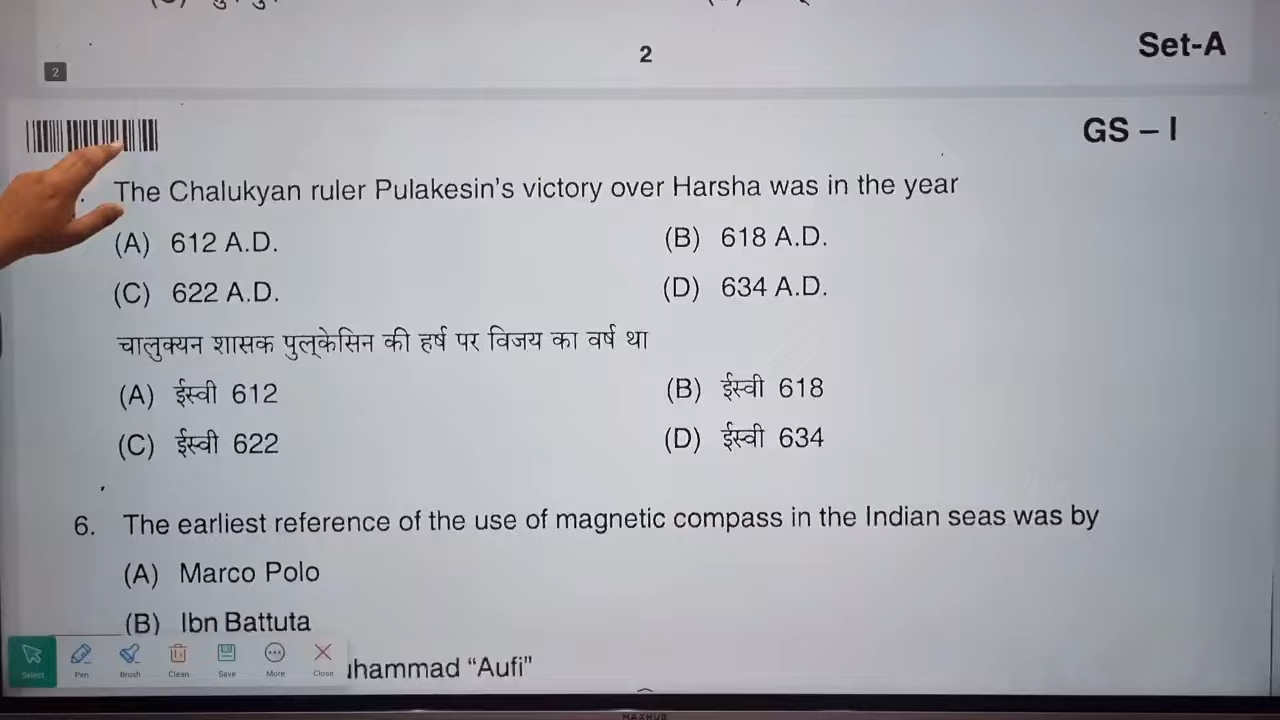 2
Set-A
2
GS – I
The Chalukyan ruler Pulakesin's victory over Harsha was in the year
(A) 612 A.D.
(B) 618 A.D.
(C) 622 A.D.
(D) 634 A.D.
चालुक्यन शासक पुल्केसिन की हर्ष पर विजय का वर्ष था
(A) ईस्वी 612
(B) ईस्वी 618
(C) ईस्वी 622
(D) ईस्वी 634
6. The earliest reference of the use of magnetic compass in the Indian seas was by
(A) Marco Polo
(B) Ibn Battuta
uhammad “Aufi”
Select Pen Brush Clean Save More Close
MAXHUB